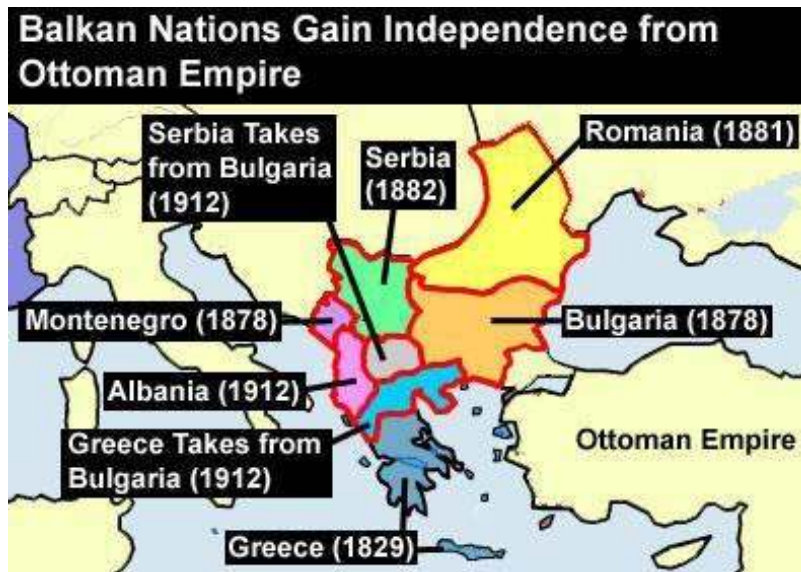 Balkan Nations Gain Independence from
Ottoman Empire
Serbia Takes
from Bulgaria
(1912)
Serbia
(1882)
Romania (1881)
Montenegro (1878)
Bulgaria (1878)
Albania (1912)
Greece Takes from
Bulgaria (1912)
Ottoman Empire
Greece (1829)